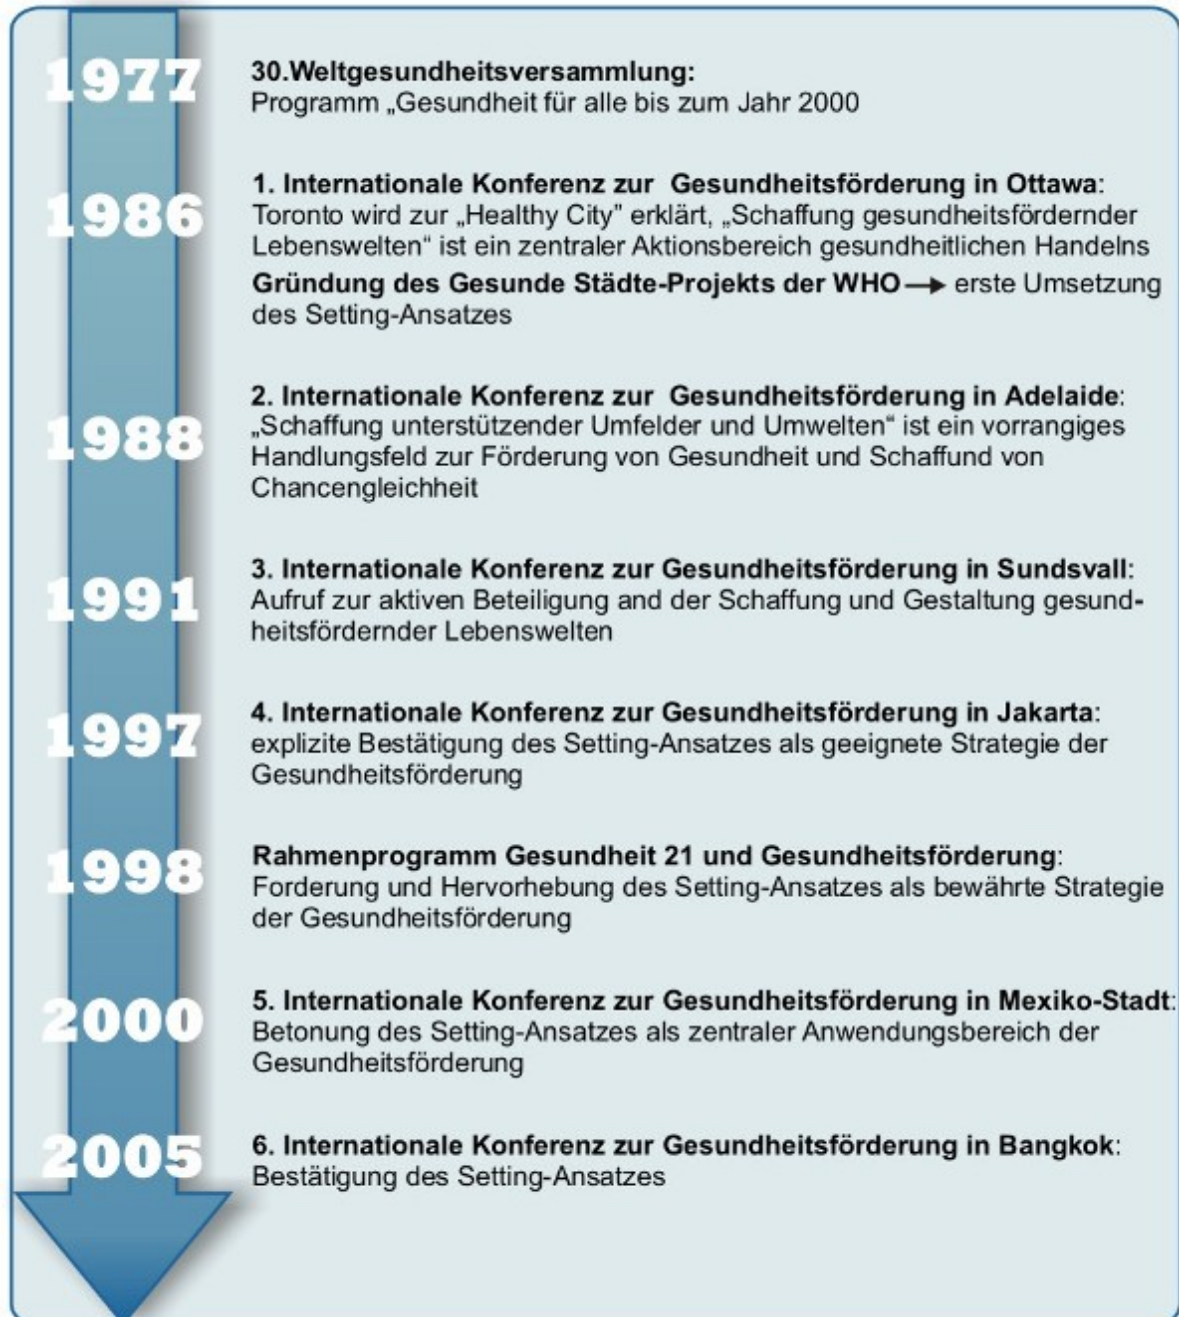 1977
30.Weltgesundheitsversammlung:
Programm „Gesundheit für alle bis zum Jahr 2000
1986
1. Internationale Konferenz zur Gesundheitsförderung in Ottawa:
Toronto wird zur „Healthy City" erklärt, „Schaffung gesundheitsfördernder
Lebenswelten“ ist ein zentraler Aktionsbereich gesundheitlichen Handelns
Gründung des Gesunde Städte-Projekts der WHO → erste Umsetzung
des Setting-Ansatzes
1988
2. Internationale Konferenz zur Gesundheitsförderung in Adelaide:
„Schaffung unterstützender Umfelder und Umwelten“ ist ein vorrangiges
Handlungsfeld zur Förderung von Gesundheit und Schaffund von
Chancengleichheit
1991
3. Internationale Konferenz zur Gesundheitsförderung in Sundsvall:
Aufruf zur aktiven Beteiligung and der Schaffung und Gestaltung gesund-
heitsfördernder Lebenswelten
1997
4. Internationale Konferenz zur Gesundheitsförderung in Jakarta:
explizite Bestätigung des Setting-Ansatzes als geeignete Strategie der
Gesundheitsförderung
1998
Rahmenprogramm Gesundheit 21 und Gesundheitsförderung:
Forderung und Hervorhebung des Setting-Ansatzes als bewährte Strategie
der Gesundheitsförderung
2000
5. Internationale Konferenz zur Gesundheitsförderung in Mexiko-Stadt:
Betonung des Setting-Ansatzes als zentraler Anwendungsbereich der
Gesundheitsförderung
2005
6. Internationale Konferenz zur Gesundheitsförderung in Bangkok:
Bestätigung des Setting-Ansatzes